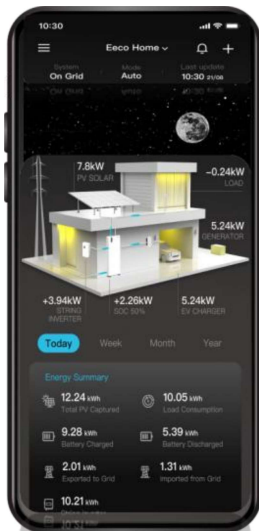 10:30
Eeco Home
System Mode Last update
On Grid Auto 10:30 21/08
7.8kW
PV SOLAR
-0.24kW
LOAD
5.24kW
GENERATOR
+3.94kW +2.26kW 5.24kW
STRING INVERTER SOC 50% EV CHARGER
Today Week Month Year
Energy Summary
12.24 kWh 10.05 kWh
Total PV Captured Load Consumption
9.28 kWh 5.39 kWh
Battery Charged Battery Discharged
2.01 kWh 1.31 kWh
Exported to Grid Imported from Grid
10.21 kWh